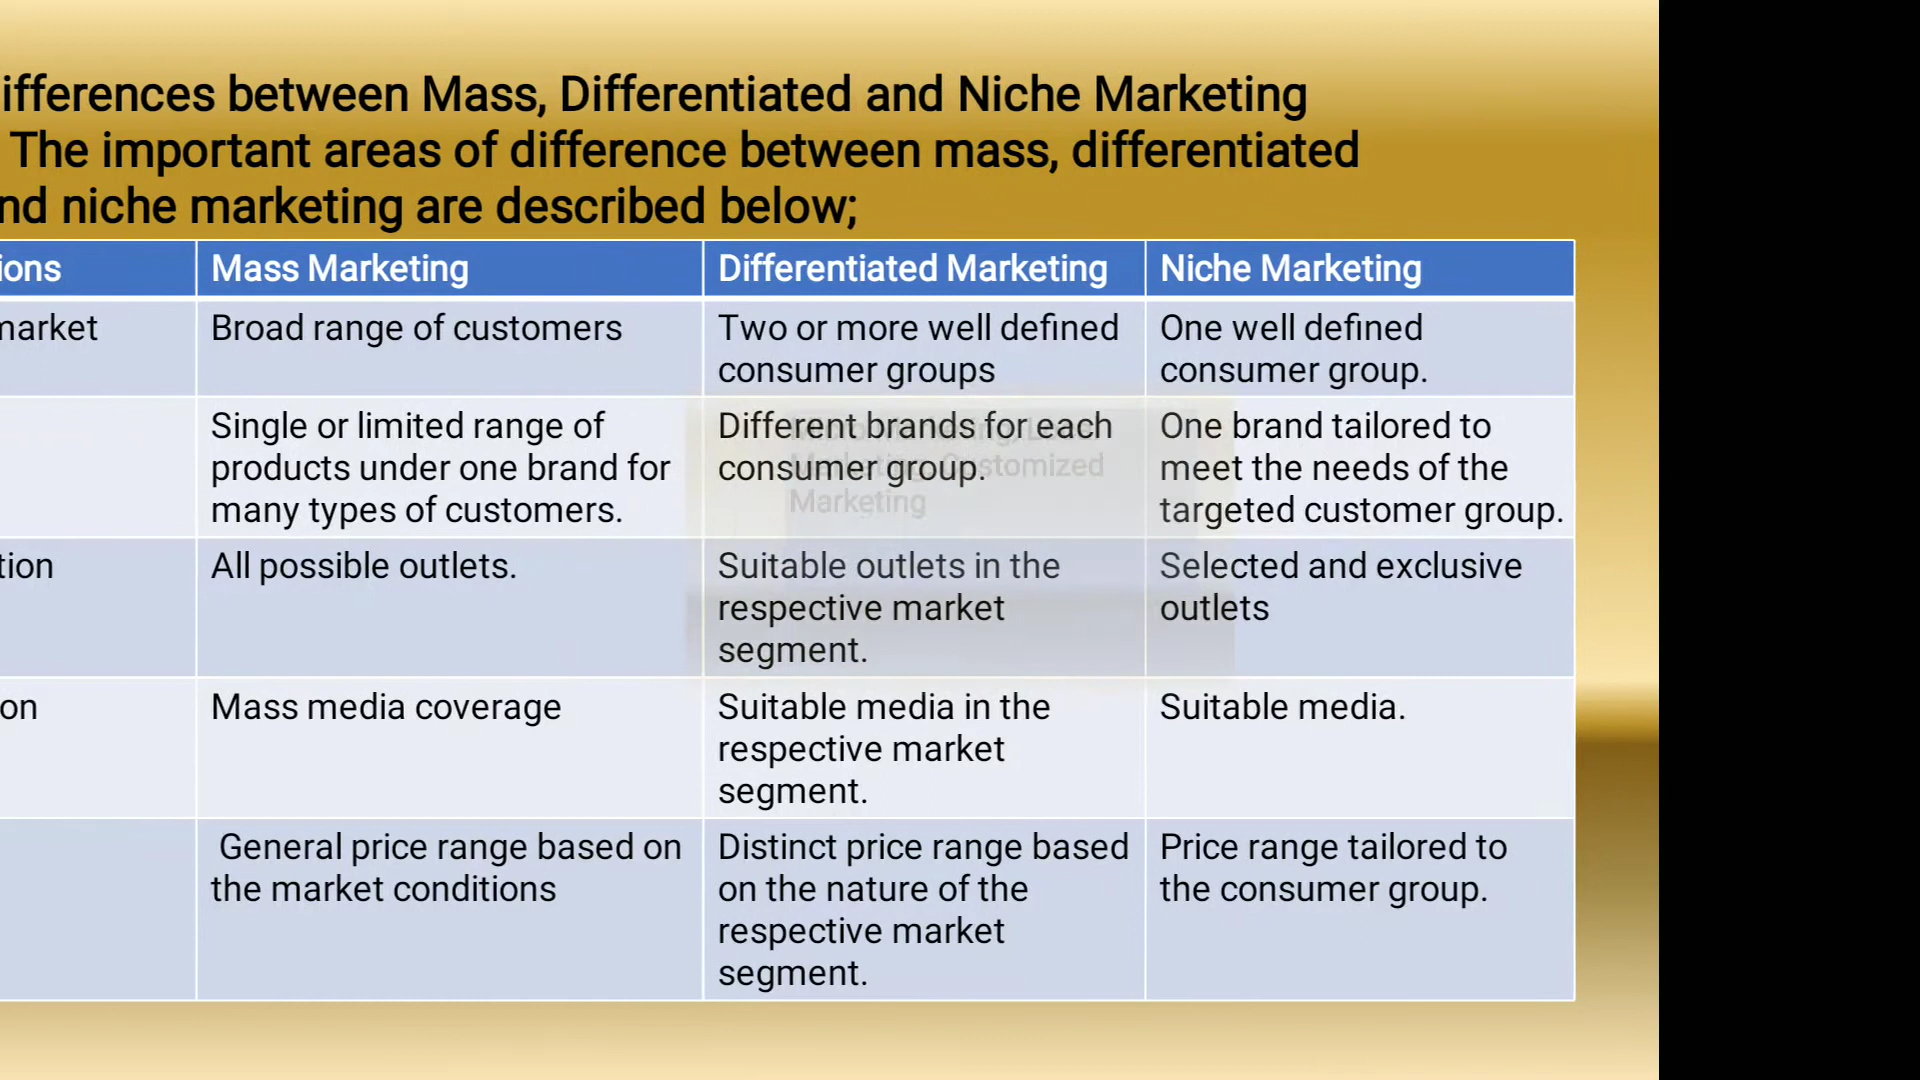 ifferences between Mass, Differentiated and Niche Marketing
The important areas of difference between mass, differentiated
nd niche marketing are described below;
ions Mass Marketing Differentiated Marketing Niche Marketing
market Broad range of customers Two or more well defined One well defined
consumer groups consumer group.
Single or limited range of Different brands for each One brand tailored to
products under one brand for consumer group. meet the needs of the
many types of customers. targeted customer group.
Marketing, Customized
Marketing
tion All possible outlets. Suitable outlets in the Selected and exclusive
respective market outlets
segment.
on Mass media coverage Suitable media in the Suitable media.
respective market
segment.
General price range based on Distinct price range based Price range tailored to
the market conditions on the nature of the the consumer group.
respective market
segment.